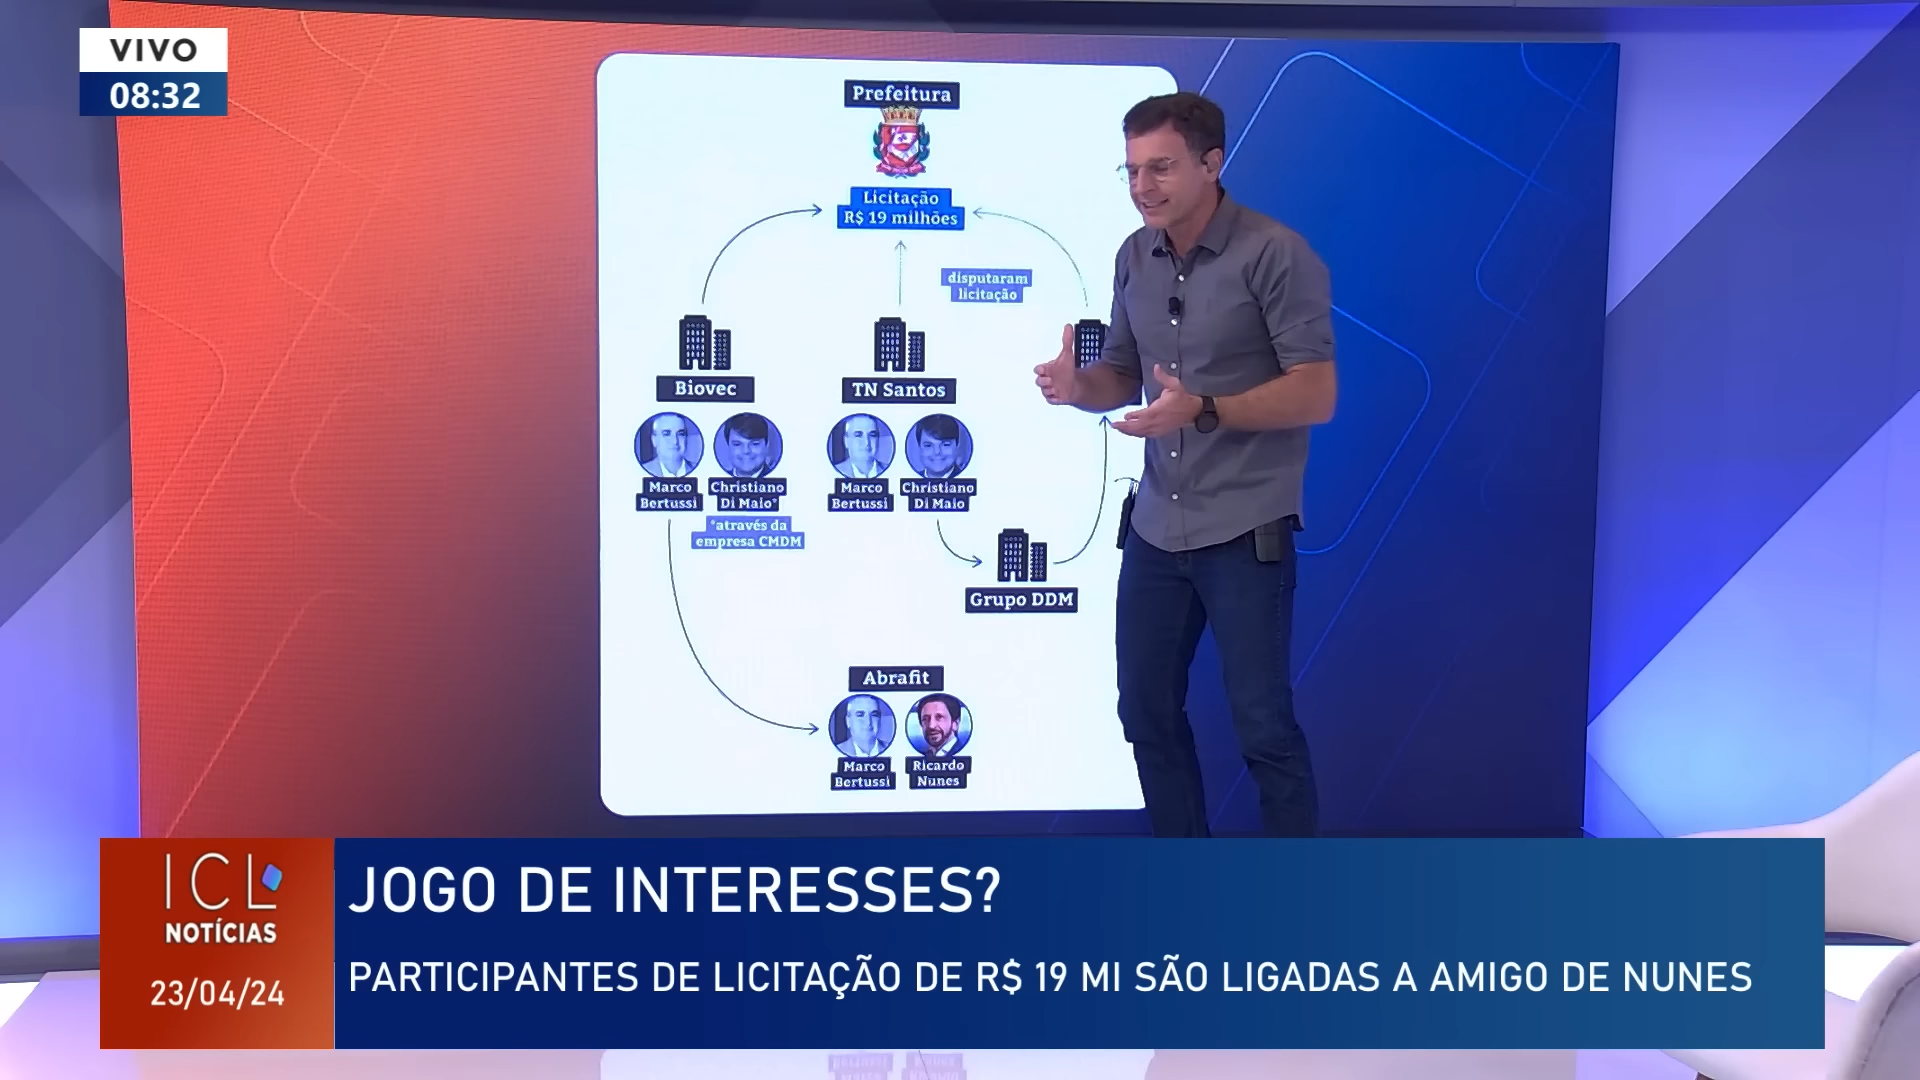 VIVO
08:32
Prefeitura
Licitação
R$ 19 milhões
disputaram
licitação
Biovec
TN Santos
Marco
Bertussi
Christiano
Di Maio*
*através da
empresa CMDM
Marco
Bertussi
Christiano
Di Maio
Grupo DDM
Abrafit
Marco
Bertussi
Ricardo
Nunes
ICL
NOTÍCIAS
23/04/24
JOGO DE INTERESSES?
PARTICIPANTES DE LICITAÇÃO DE R$ 19 MI SÃO LIGADAS A AMIGO DE NUNES